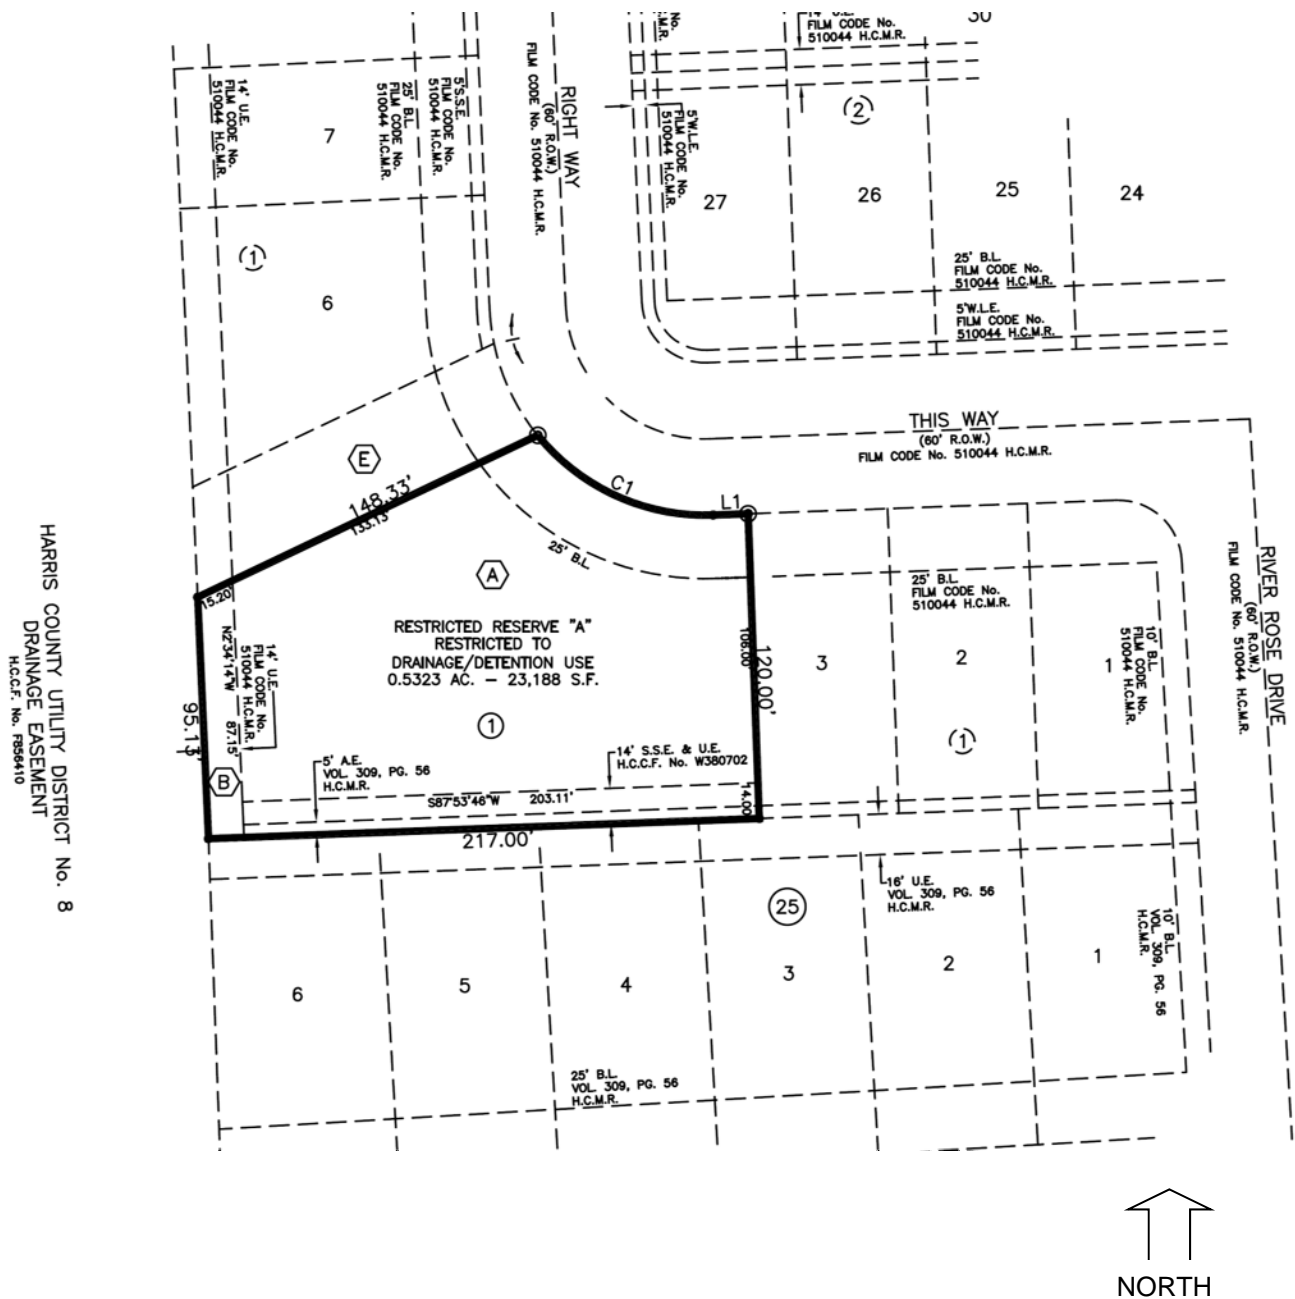 14' U.E.
FILM CODE No.
510044 H.C.M.R.
30
No.
.M.R.
14' U.E.
FILM CODE No.
510044 H.C.M.R.
7
25' B.L.
FILM CODE No.
510044 H.C.M.R.
5'S.S.E.
FILM CODE No.
510044 H.C.M.R.
RIGHT WAY
(60' R.O.W.)
FILM CODE No. 510044 H.C.M.R.
5'W.L.E.
FILM CODE No.
510044 H.C.M.R.
2
27
26
25
24
1
6
25' B.L.
FILM CODE No.
510044 H.C.M.R.
5'W.L.E.
FILM CODE No.
510044 H.C.M.R.
THIS WAY
(60' R.O.W.)
FILM CODE No. 510044 H.C.M.R.
E
148.33'
133.13'
C1
L1
25' B.L.
A
15.20'
RESTRICTED RESERVE "A"
RESTRICTED TO
DRAINAGE/DETENTION USE
0.5323 AC. – 23,188 S.F.
1
N2°34'14"W 87.15'
14' U.E.
FILM CODE No.
510044 H.C.M.R.
95.13'
B
5' A.E.
VOL. 309, PG. 56
H.C.M.R.
14' S.S.E. & U.E.
H.C.C.F. No. W380702
S87°53'46"W 203.11'
217.00'
106.00'
120.00'
14.00'
25' B.L.
FILM CODE No.
510044 H.C.M.R.
3
2
1
10' B.L.
FILM CODE No.
510044 H.C.M.R.
1
RIVER ROSE DRIVE
(60' R.O.W.)
FILM CODE No. 510044 H.C.M.R.
HARRIS COUNTY UTILITY DISTRICT No. 8
DRAINAGE EASEMENT
H.C.C.F. No. F856410
25
16' U.E.
VOL. 309, PG. 56
H.C.M.R.
10' B.L.
VOL. 309, PG. 56
H.C.M.R.
6
5
4
3
2
1
25' B.L.
VOL. 309, PG. 56
H.C.M.R.
NORTH